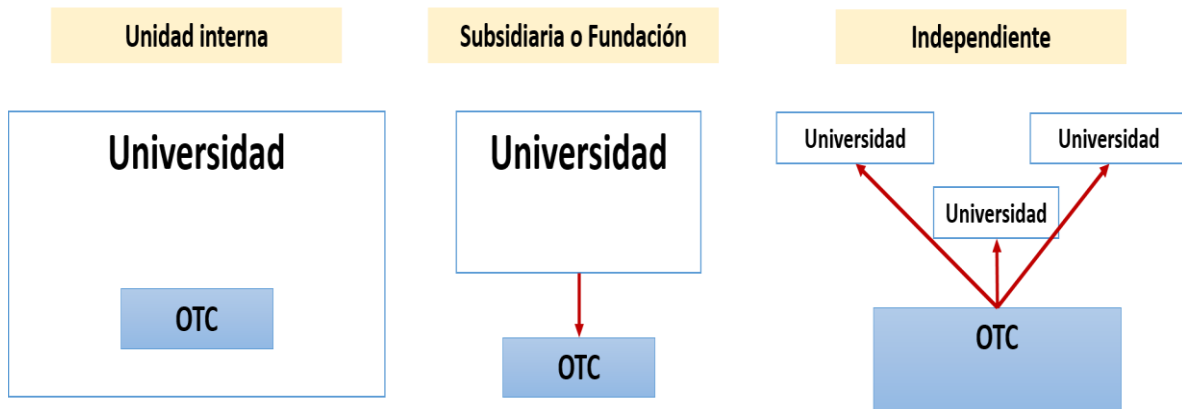 Unidad interna
Subsidiaria o Fundación
Independiente
Universidad
OTC
Universidad
OTC
Universidad
Universidad
Universidad
OTC